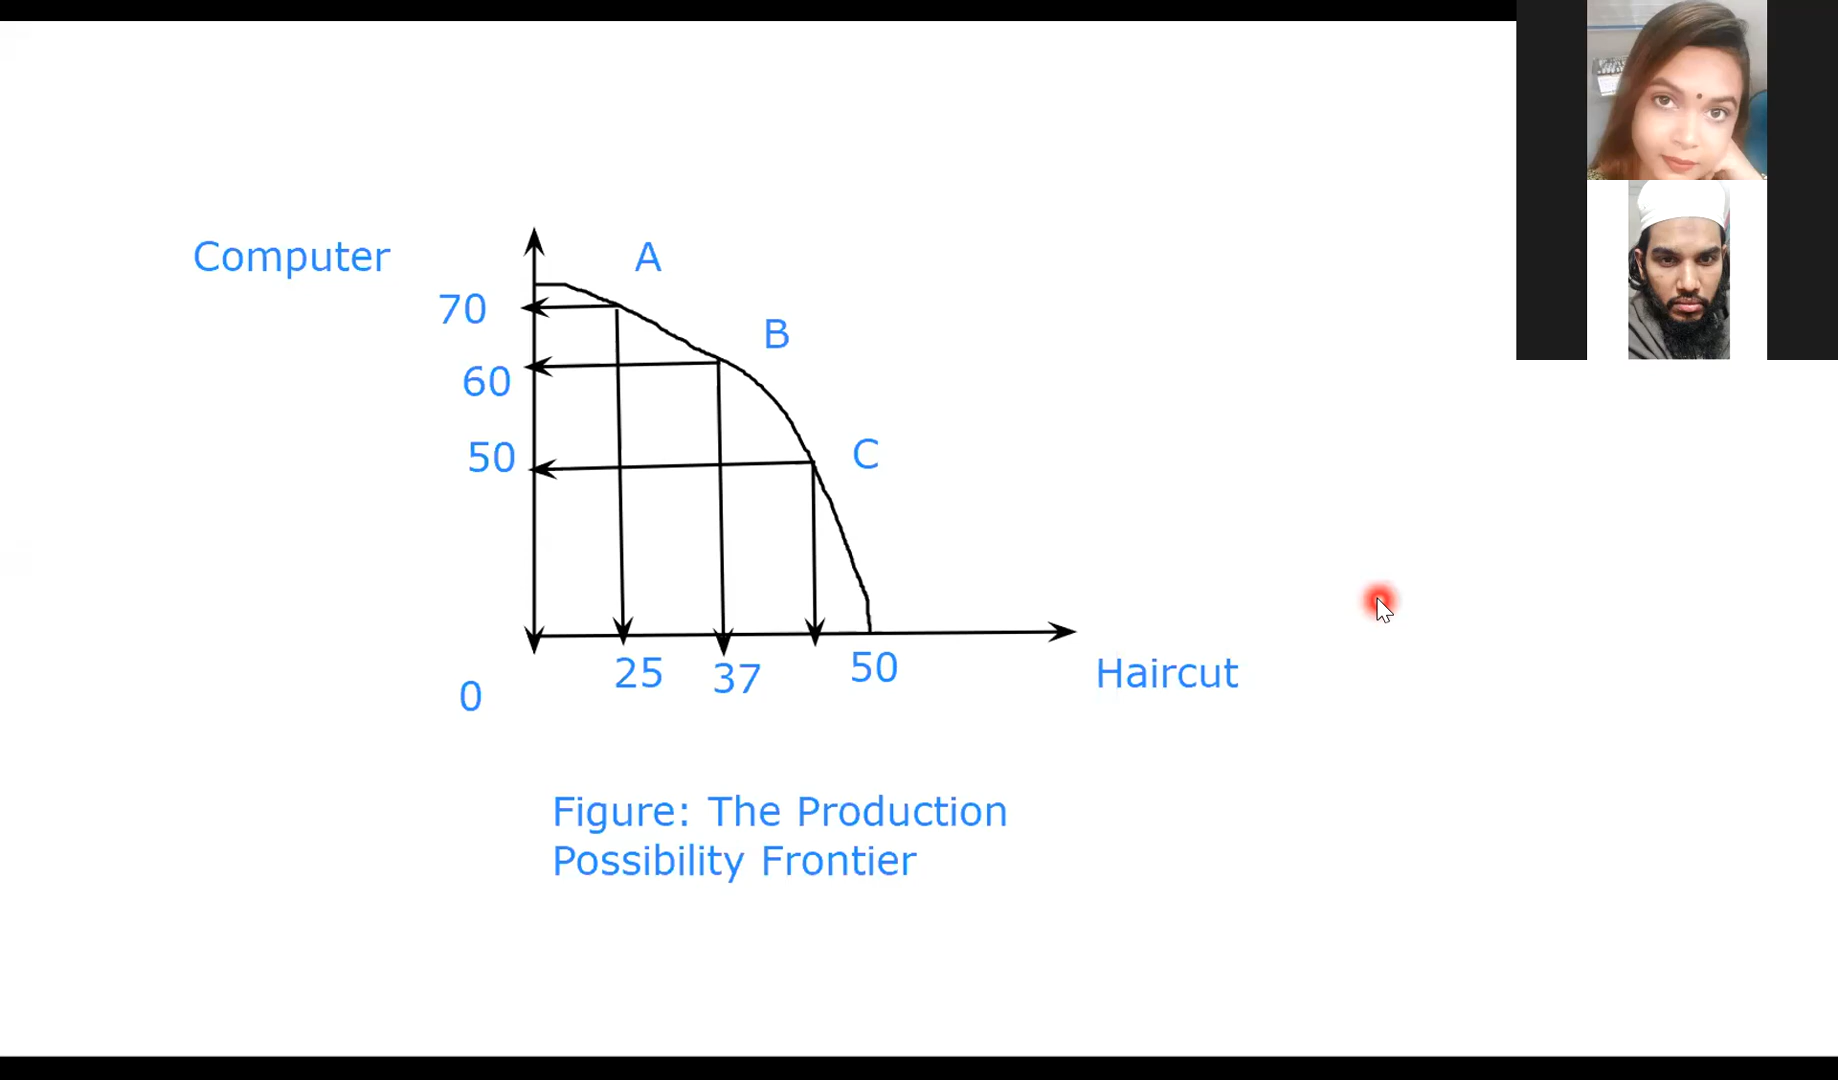 Computer
A
70
B
60
50
C
25
37
50
Haircut
0
Figure: The Production
Possibility Frontier